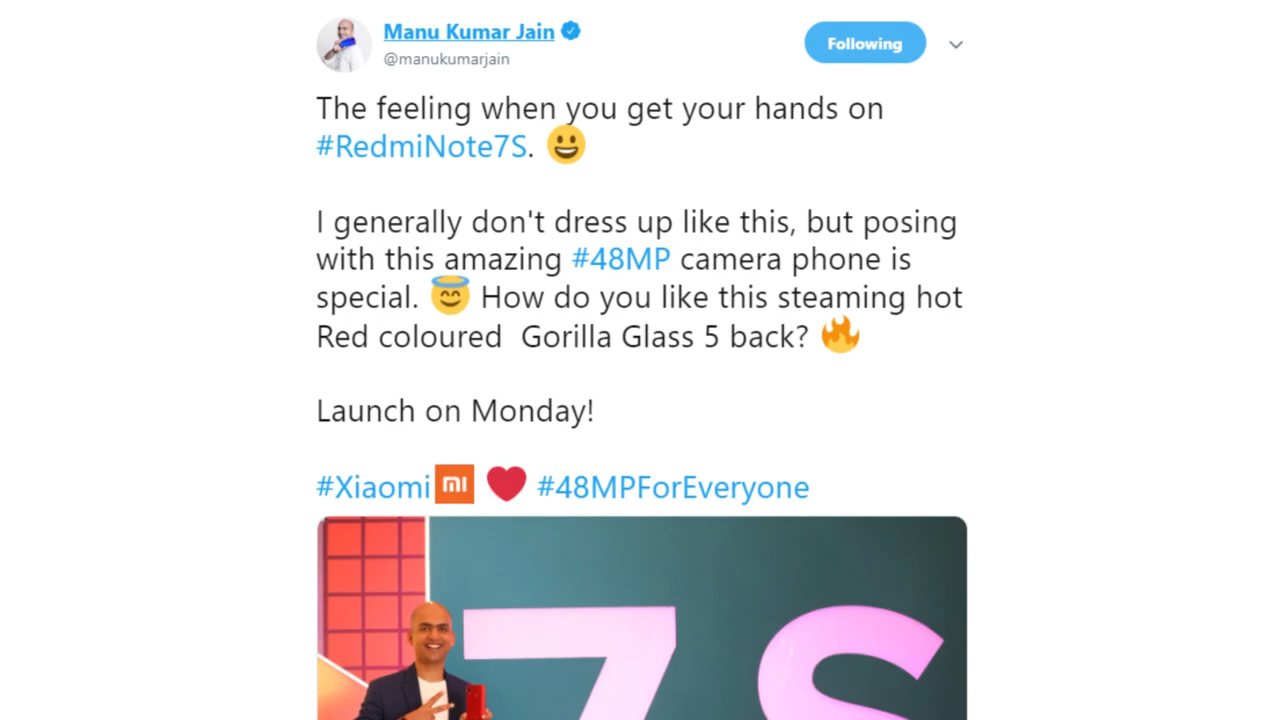 Manu Kumar Jain
@manukumarjain
Following
The feeling when you get your hands on
#RedmiNote7S. 😀
I generally don't dress up like this, but posing
with this amazing #48MP camera phone is
special. 😇 How do you like this steaming hot
Red coloured  Gorilla Glass 5 back? 🔥
Launch on Monday!
#Xiaomi mi ❤️ #48MPForEveryone
7S